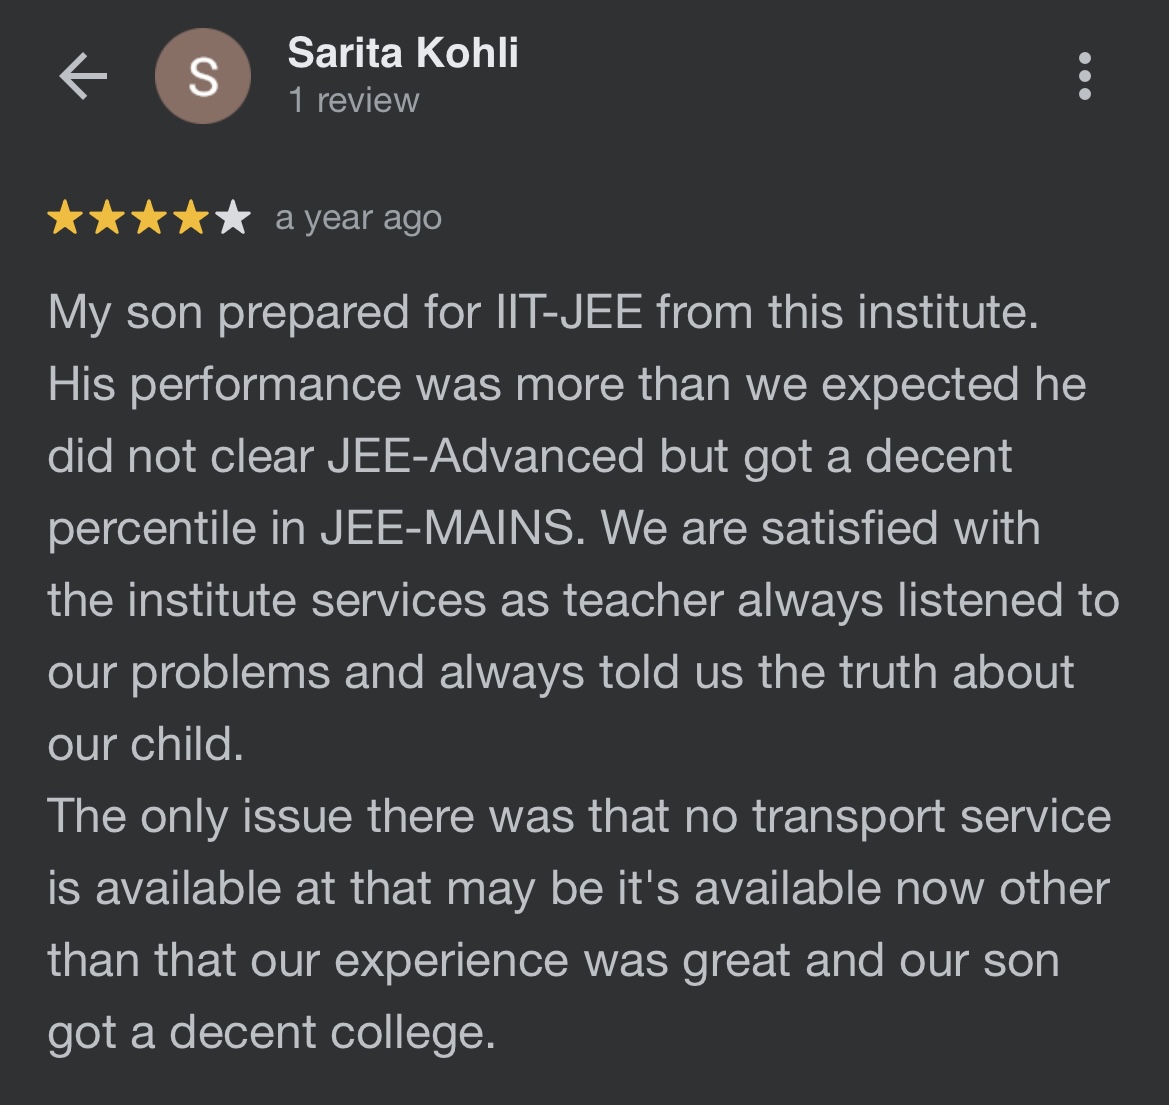 S
Sarita Kohli
1 review
a year ago
My son prepared for IIT-JEE from this institute.
His performance was more than we expected he
did not clear JEE-Advanced but got a decent
percentile in JEE-MAINS. We are satisfied with
the institute services as teacher always listened to
our problems and always told us the truth about
our child.
The only issue there was that no transport service
is available at that may be it's available now other
than that our experience was great and our son
got a decent college.